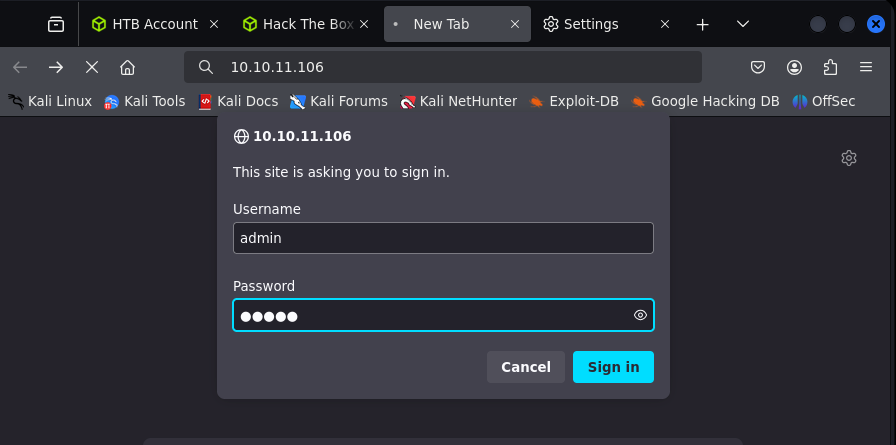 HTB Account
Hack The Box
New Tab
Settings
10.10.11.106
Kali Linux
Kali Tools
Kali Docs
Kali Forums
Kali NetHunter
Exploit-DB
Google Hacking DB
OffSec
10.10.11.106
This site is asking you to sign in.
Username
admin
Password
●●●●●
Cancel
Sign in